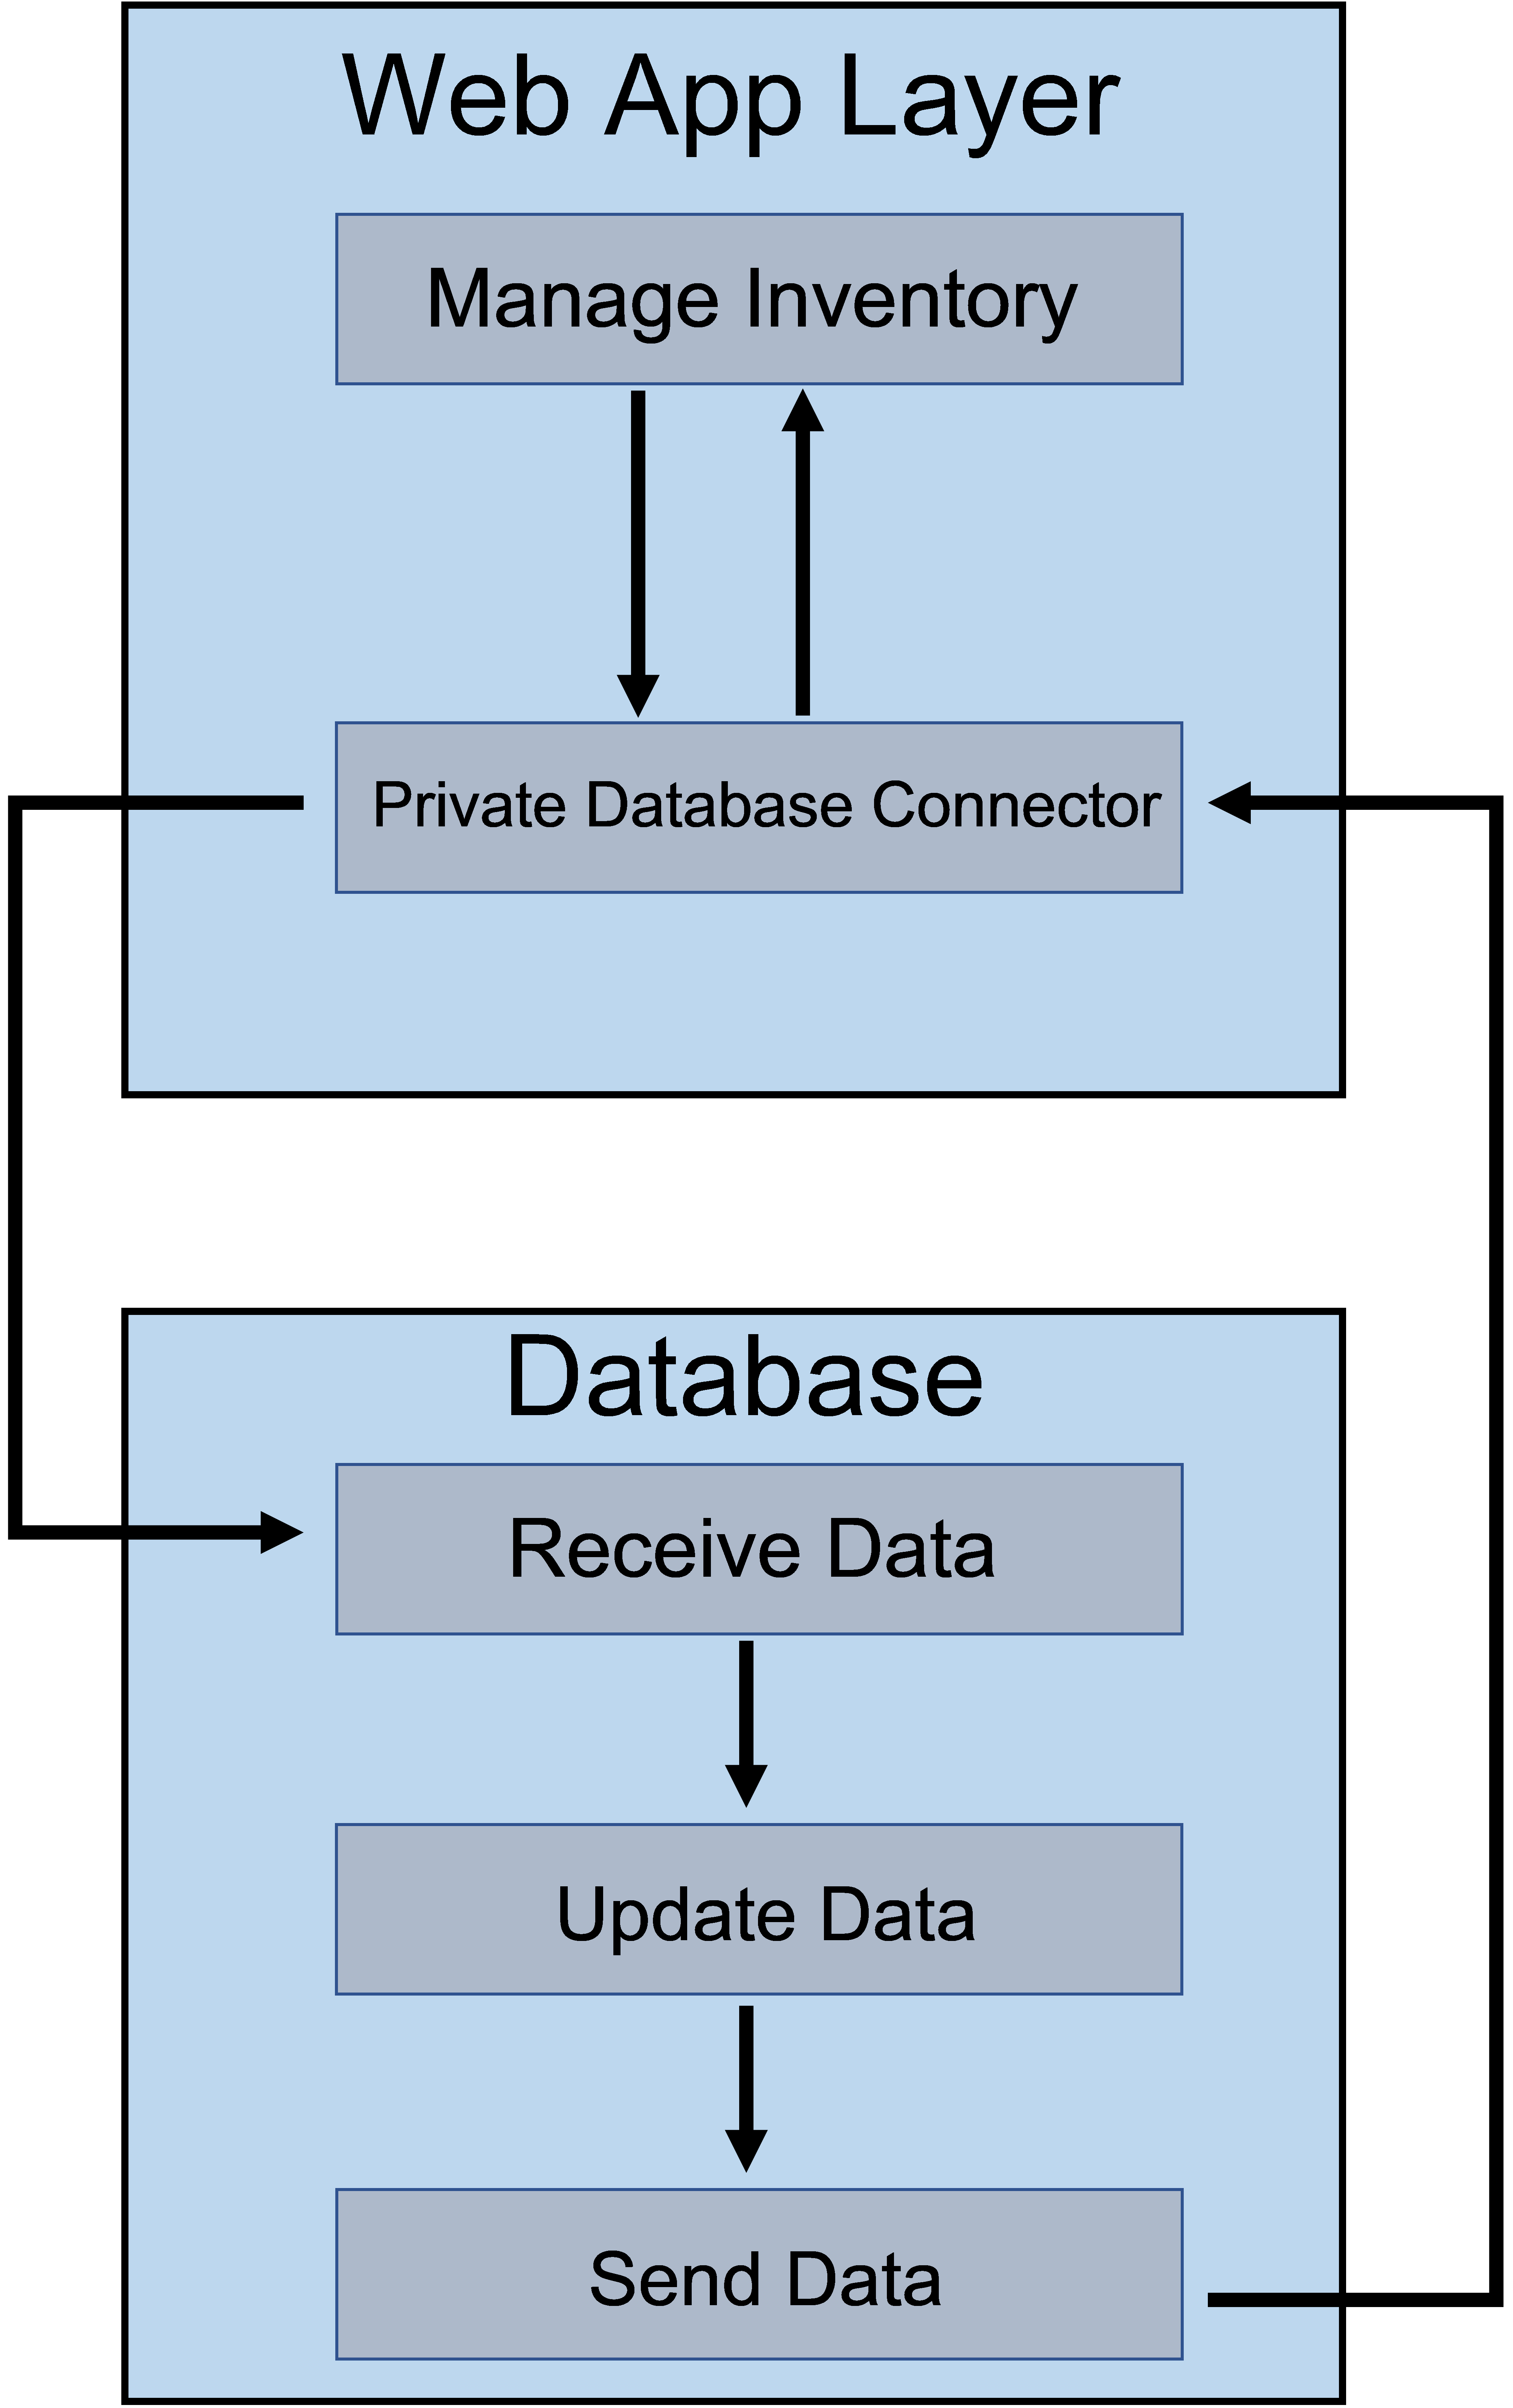 Web App Layer
Manage Inventory
Private Database Connector
Database
Receive Data
Update Data
Send Data